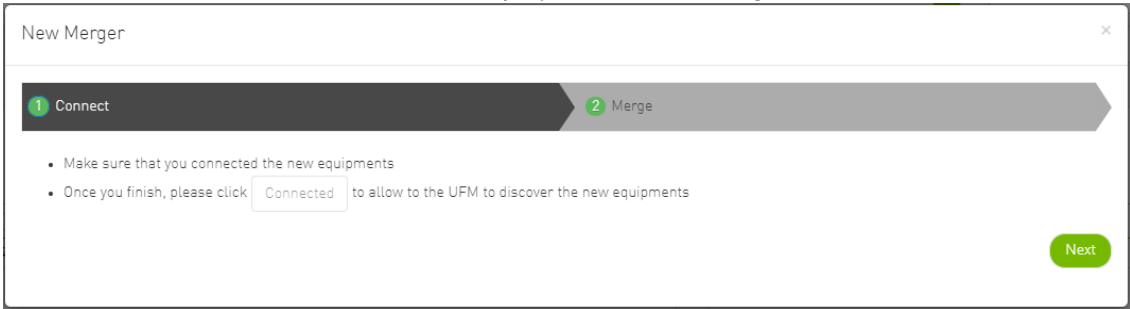 New Merger
×
1 Connect
2 Merge
• Make sure that you connected the new equipments
• Once you finish, please click Connected to allow to the UFM to discover the new equipments
Next